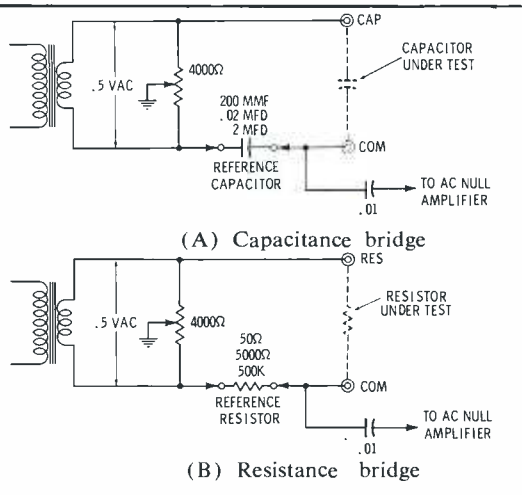 CAP
CAPACITOR
UNDER TEST
.5 VAC
4000Ω
200 MMF
.02 MFD
2 MFD
COM
REFERENCE
CAPACITOR
TO AC NULL
AMPLIFIER
.01
(A) Capacitance bridge
RES
RESISTOR
UNDER TEST
.5 VAC
4000Ω
50Ω
5000Ω
500K
COM
REFERENCE
RESISTOR
TO AC NULL
AMPLIFIER
.01
(B) Resistance bridge